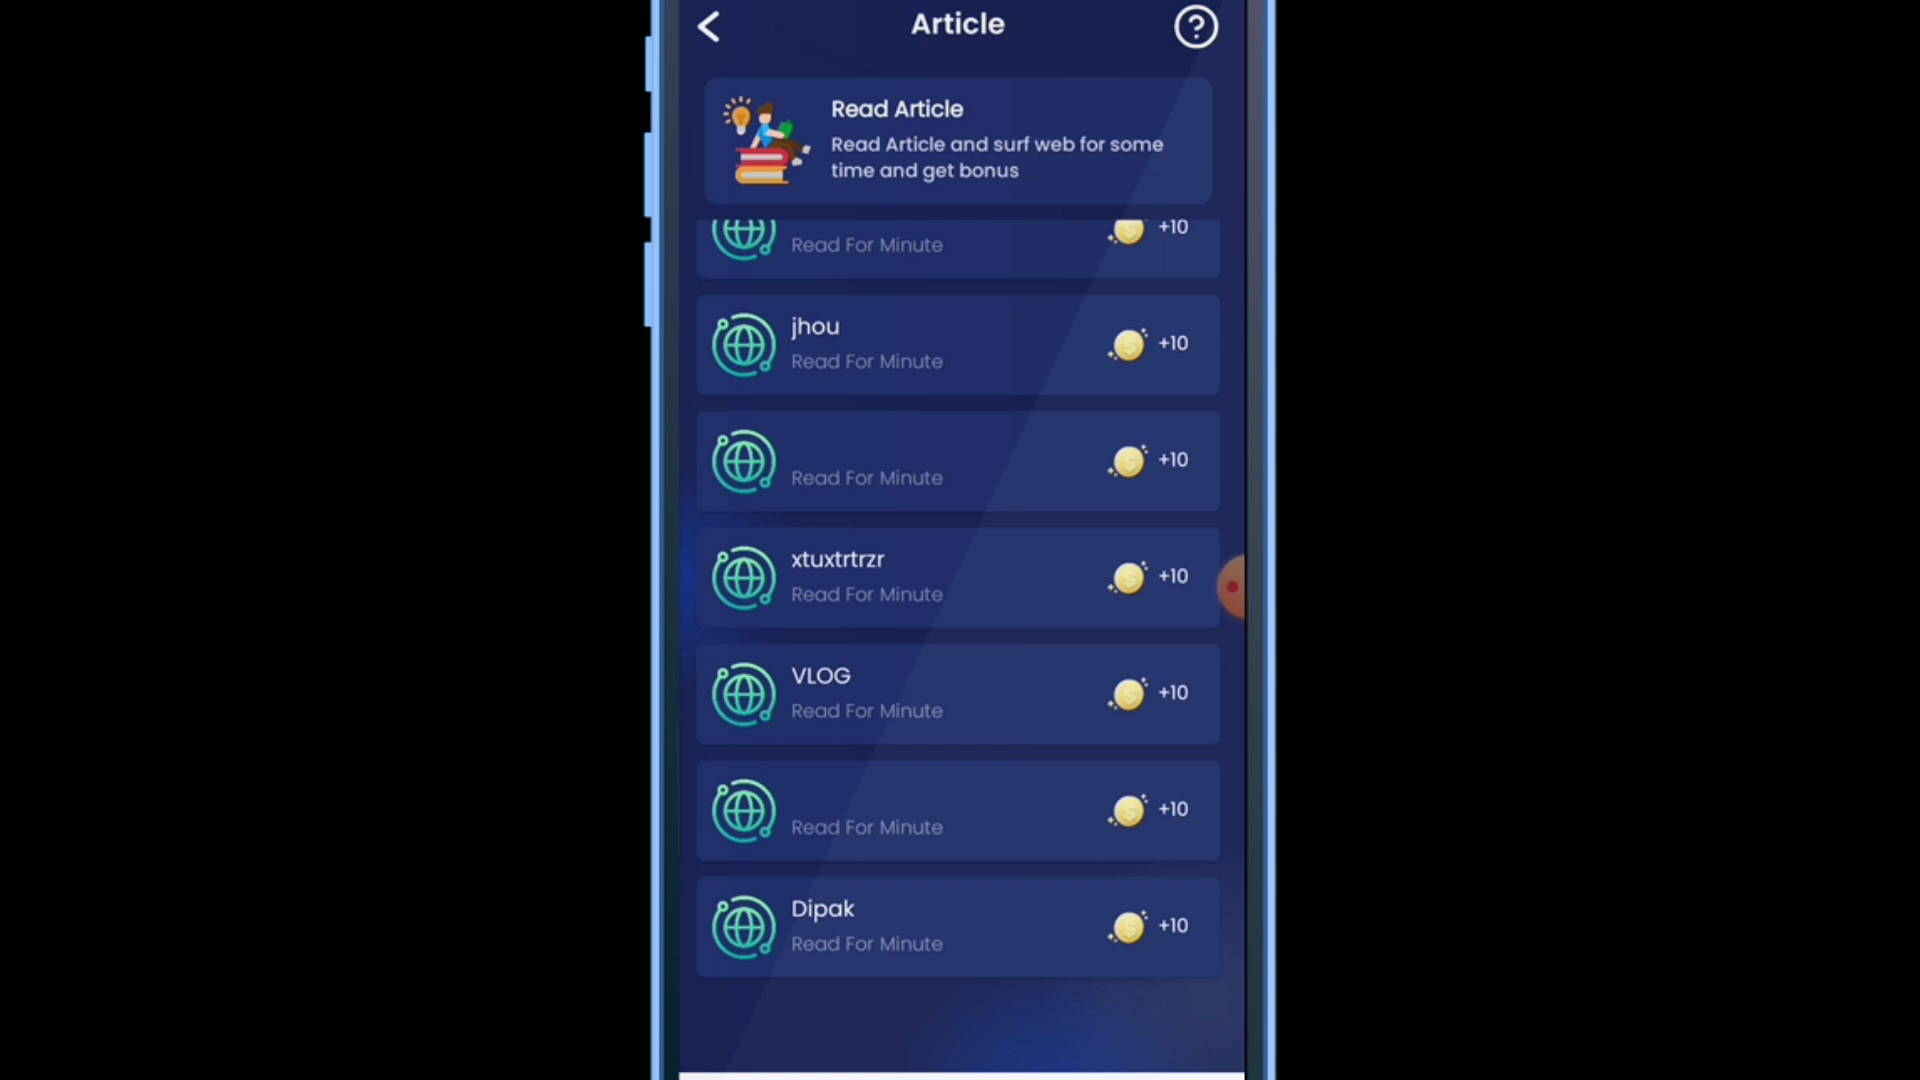 Article
?
Read Article
Read Article and surf web for some
time and get bonus
+10
Read For Minute
jhou
+10
Read For Minute
+10
Read For Minute
xtuxtrtrzr
+10
Read For Minute
VLOG
+10
Read For Minute
+10
Read For Minute
Dipak
+10
Read For Minute